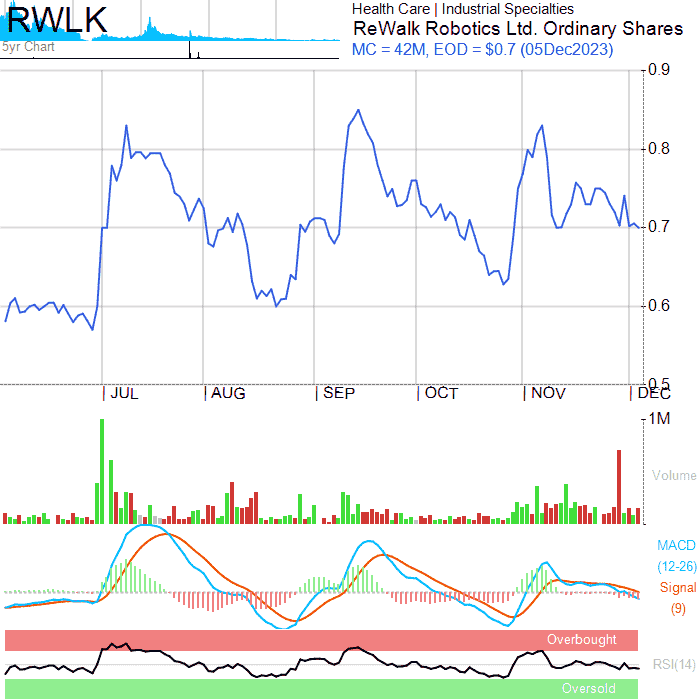 RWLK
5yr Chart
Health Care | Industrial Specialties
ReWalk Robotics Ltd. Ordinary Shares
MC = 42M, EOD = $0.7 (05Dec2023)
0.9
0.8
0.7
0.6
0.5
JUL AUG SEP OCT NOV DEC
1M
Volume
MACD
(12-26)
Signal
(9)
Overbought
RSI(14)
Oversold